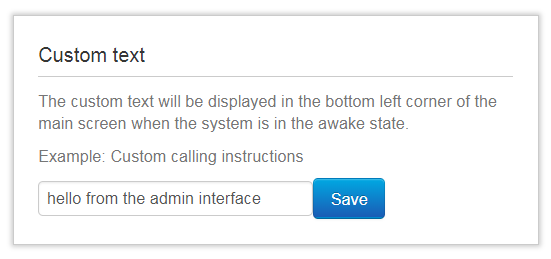 Custom text
The custom text will be displayed in the bottom left corner of the
main screen when the system is in the awake state.
Example: Custom calling instructions
hello from the admin interface Save